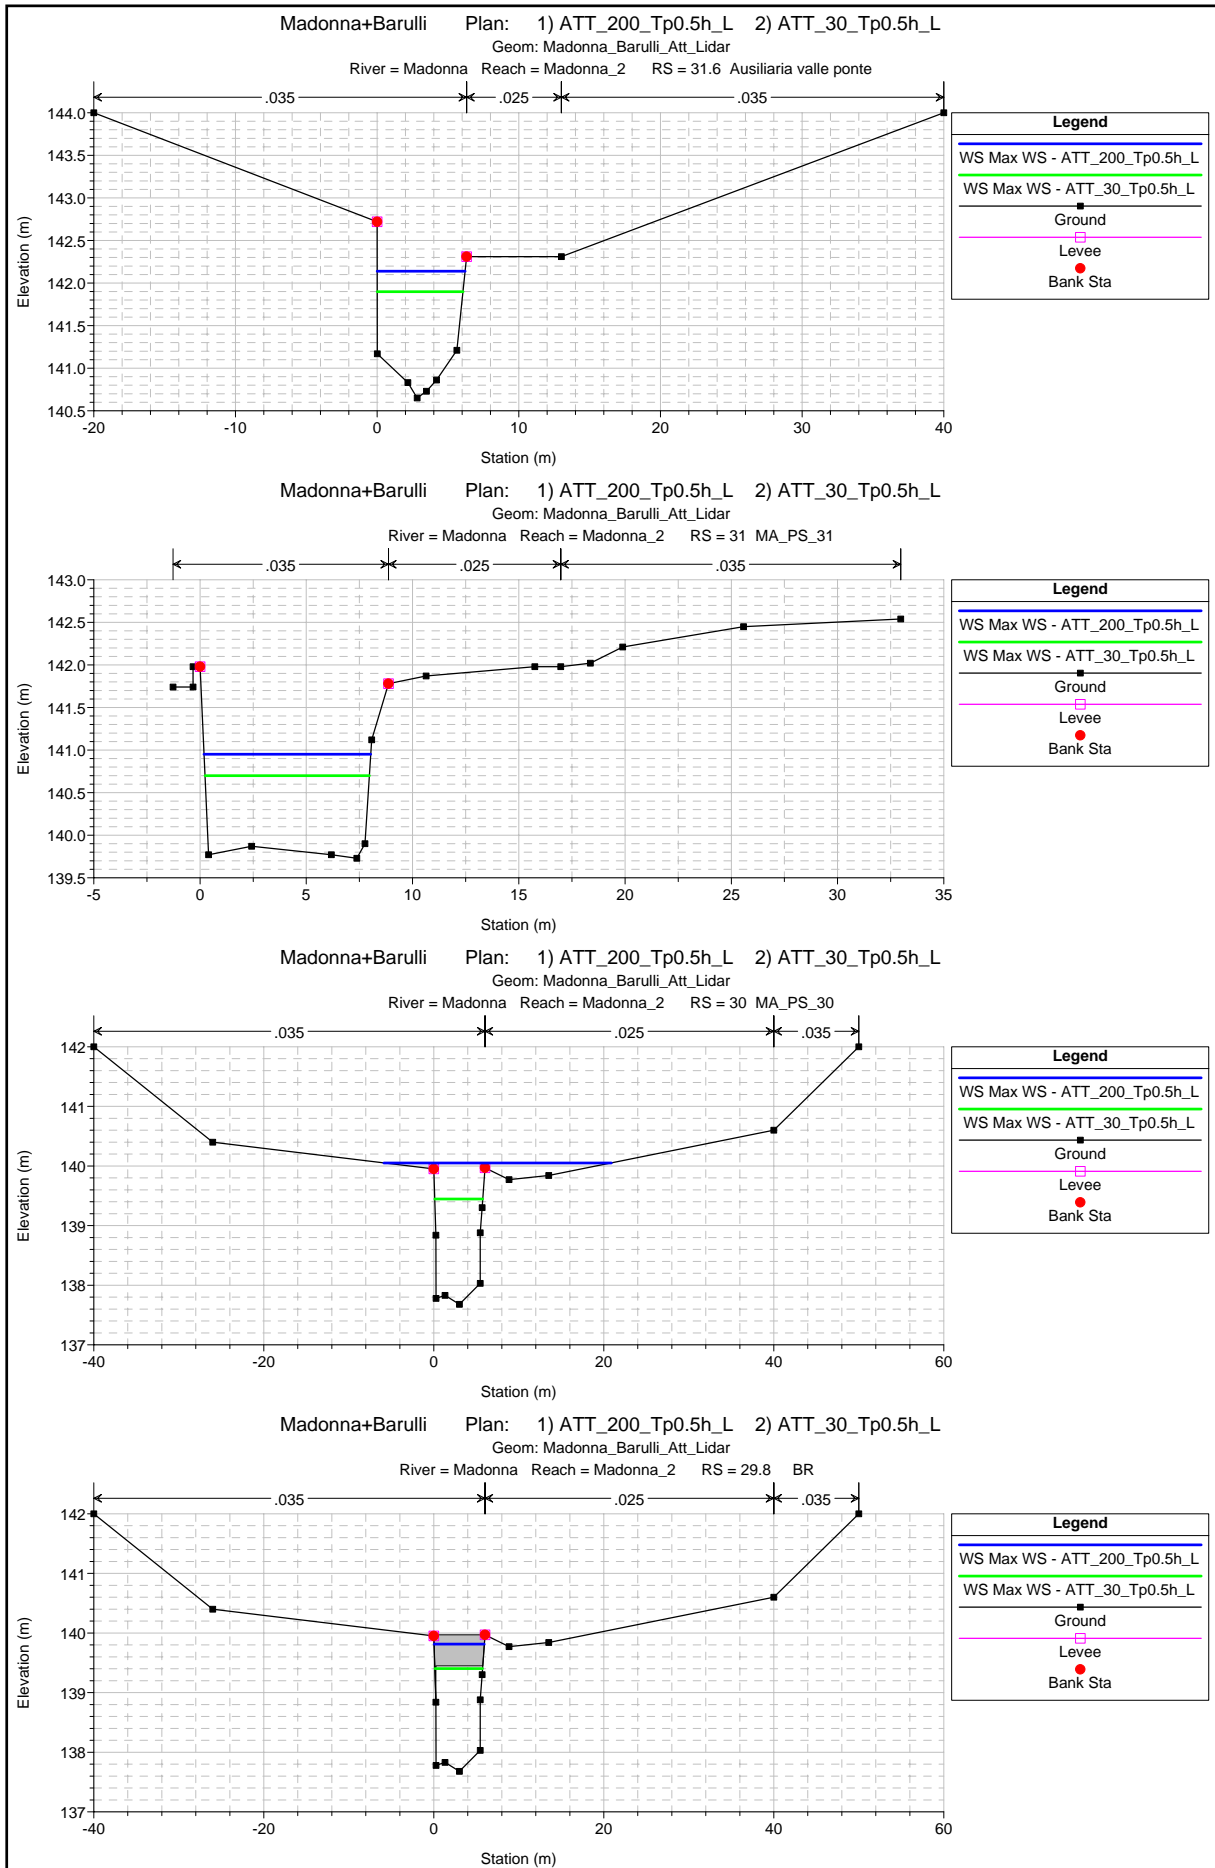 Madonna+Barulli Plan: 1) ATT_200_Tp0.5h_L 2) ATT_30_Tp0.5h_L
Geom: Madonna_Barulli_Att_Lidar
River = Madonna Reach = Madonna_2 RS = 31.6 Ausiliaria valle ponte
.035 .025 .035
144.0
143.5
143.0
142.5
142.0
141.5
141.0
140.5
Elevation (m)
-20 -10 0 10 20 30 40
Station (m)
Legend
WS Max WS - ATT_200_Tp0.5h_L
WS Max WS - ATT_30_Tp0.5h_L
Ground
Levee
Bank Sta
Madonna+Barulli Plan: 1) ATT_200_Tp0.5h_L 2) ATT_30_Tp0.5h_L
Geom: Madonna_Barulli_Att_Lidar
River = Madonna Reach = Madonna_2 RS = 31 MA_PS_31
.035 .025 .035
143.0
142.5
142.0
141.5
141.0
140.5
140.0
139.5
Elevation (m)
-5 0 5 10 15 20 25 30 35
Station (m)
Legend
WS Max WS - ATT_200_Tp0.5h_L
WS Max WS - ATT_30_Tp0.5h_L
Ground
Levee
Bank Sta
Madonna+Barulli Plan: 1) ATT_200_Tp0.5h_L 2) ATT_30_Tp0.5h_L
Geom: Madonna_Barulli_Att_Lidar
River = Madonna Reach = Madonna_2 RS = 30 MA_PS_30
.035 .025 .035
142
141
140
139
138
137
Elevation (m)
-40 -20 0 20 40 60
Station (m)
Legend
WS Max WS - ATT_200_Tp0.5h_L
WS Max WS - ATT_30_Tp0.5h_L
Ground
Levee
Bank Sta
Madonna+Barulli Plan: 1) ATT_200_Tp0.5h_L 2) ATT_30_Tp0.5h_L
Geom: Madonna_Barulli_Att_Lidar
River = Madonna Reach = Madonna_2 RS = 29.8 BR
.035 .025 .035
142
141
140
139
138
137
Elevation (m)
-40 -20 0 20 40 60
Station (m)
Legend
WS Max WS - ATT_200_Tp0.5h_L
WS Max WS - ATT_30_Tp0.5h_L
Ground
Levee
Bank Sta